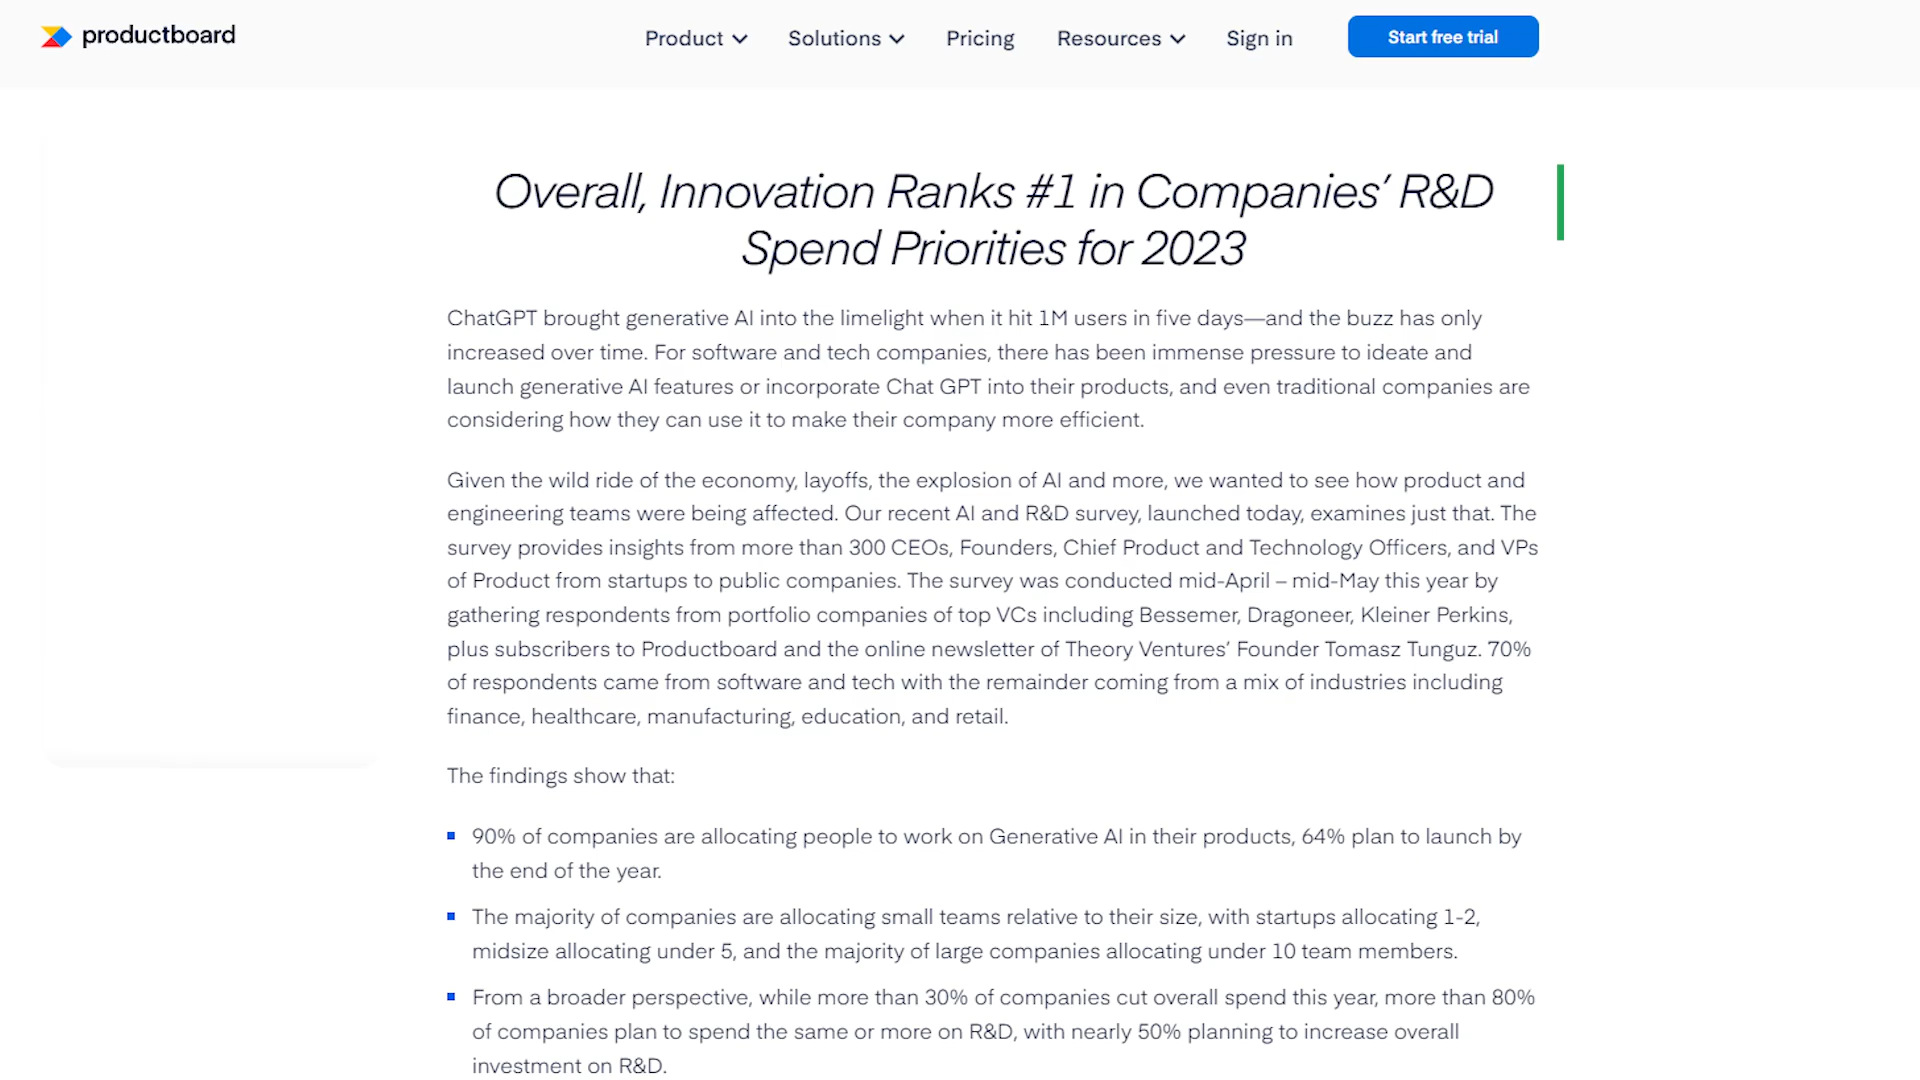 productboard
Product
Solutions
Pricing
Resources
Sign in
Start free trial
Overall, Innovation Ranks #1 in Companies’ R&D
Spend Priorities for 2023
ChatGPT brought generative AI into the limelight when it hit 1M users in five days—and the buzz has only
increased over time. For software and tech companies, there has been immense pressure to ideate and
launch generative AI features or incorporate Chat GPT into their products, and even traditional companies are
considering how they can use it to make their company more efficient.
Given the wild ride of the economy, layoffs, the explosion of AI and more, we wanted to see how product and
engineering teams were being affected. Our recent AI and R&D survey, launched today, examines just that. The
survey provides insights from more than 300 CEOs, Founders, Chief Product and Technology Officers, and VPs
of Product from startups to public companies. The survey was conducted mid-April – mid-May this year by
gathering respondents from portfolio companies of top VCs including Bessemer, Dragoneer, Kleiner Perkins,
plus subscribers to Productboard and the online newsletter of Theory Ventures’ Founder Tomasz Tunguz. 70%
of respondents came from software and tech with the remainder coming from a mix of industries including
finance, healthcare, manufacturing, education, and retail.
The findings show that:
90% of companies are allocating people to work on Generative AI in their products, 64% plan to launch by
the end of the year.
The majority of companies are allocating small teams relative to their size, with startups allocating 1-2,
midsize allocating under 5, and the majority of large companies allocating under 10 team members.
From a broader perspective, while more than 30% of companies cut overall spend this year, more than 80%
of companies plan to spend the same or more on R&D, with nearly 50% planning to increase overall
investment on R&D.